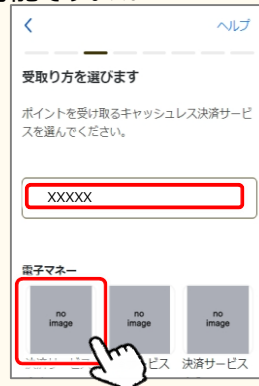 ヘルプ
受取り方を選びます
ポイントを受け取るキャッシュレス決済サービ
スを選んでください。
XXXXX
電子マネー
no image no image no image
ビス 決済サービス